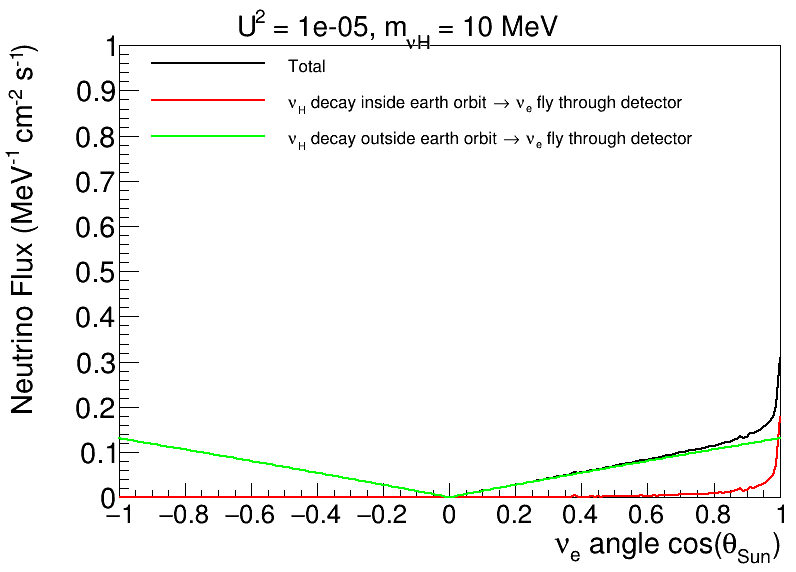 U² = 1e-05, m_νH = 10 MeV
Total
ν_H decay inside earth orbit → ν_e fly through detector
ν_H decay outside earth orbit → ν_e fly through detector
Neutrino Flux (MeV⁻¹ cm⁻² s⁻¹)
1
0.9
0.8
0.7
0.6
0.5
0.4
0.3
0.2
0.1
0
−1 −0.8 −0.6 −0.4 −0.2 0 0.2 0.4 0.6 0.8 1
ν_e angle cos(θ_Sun)